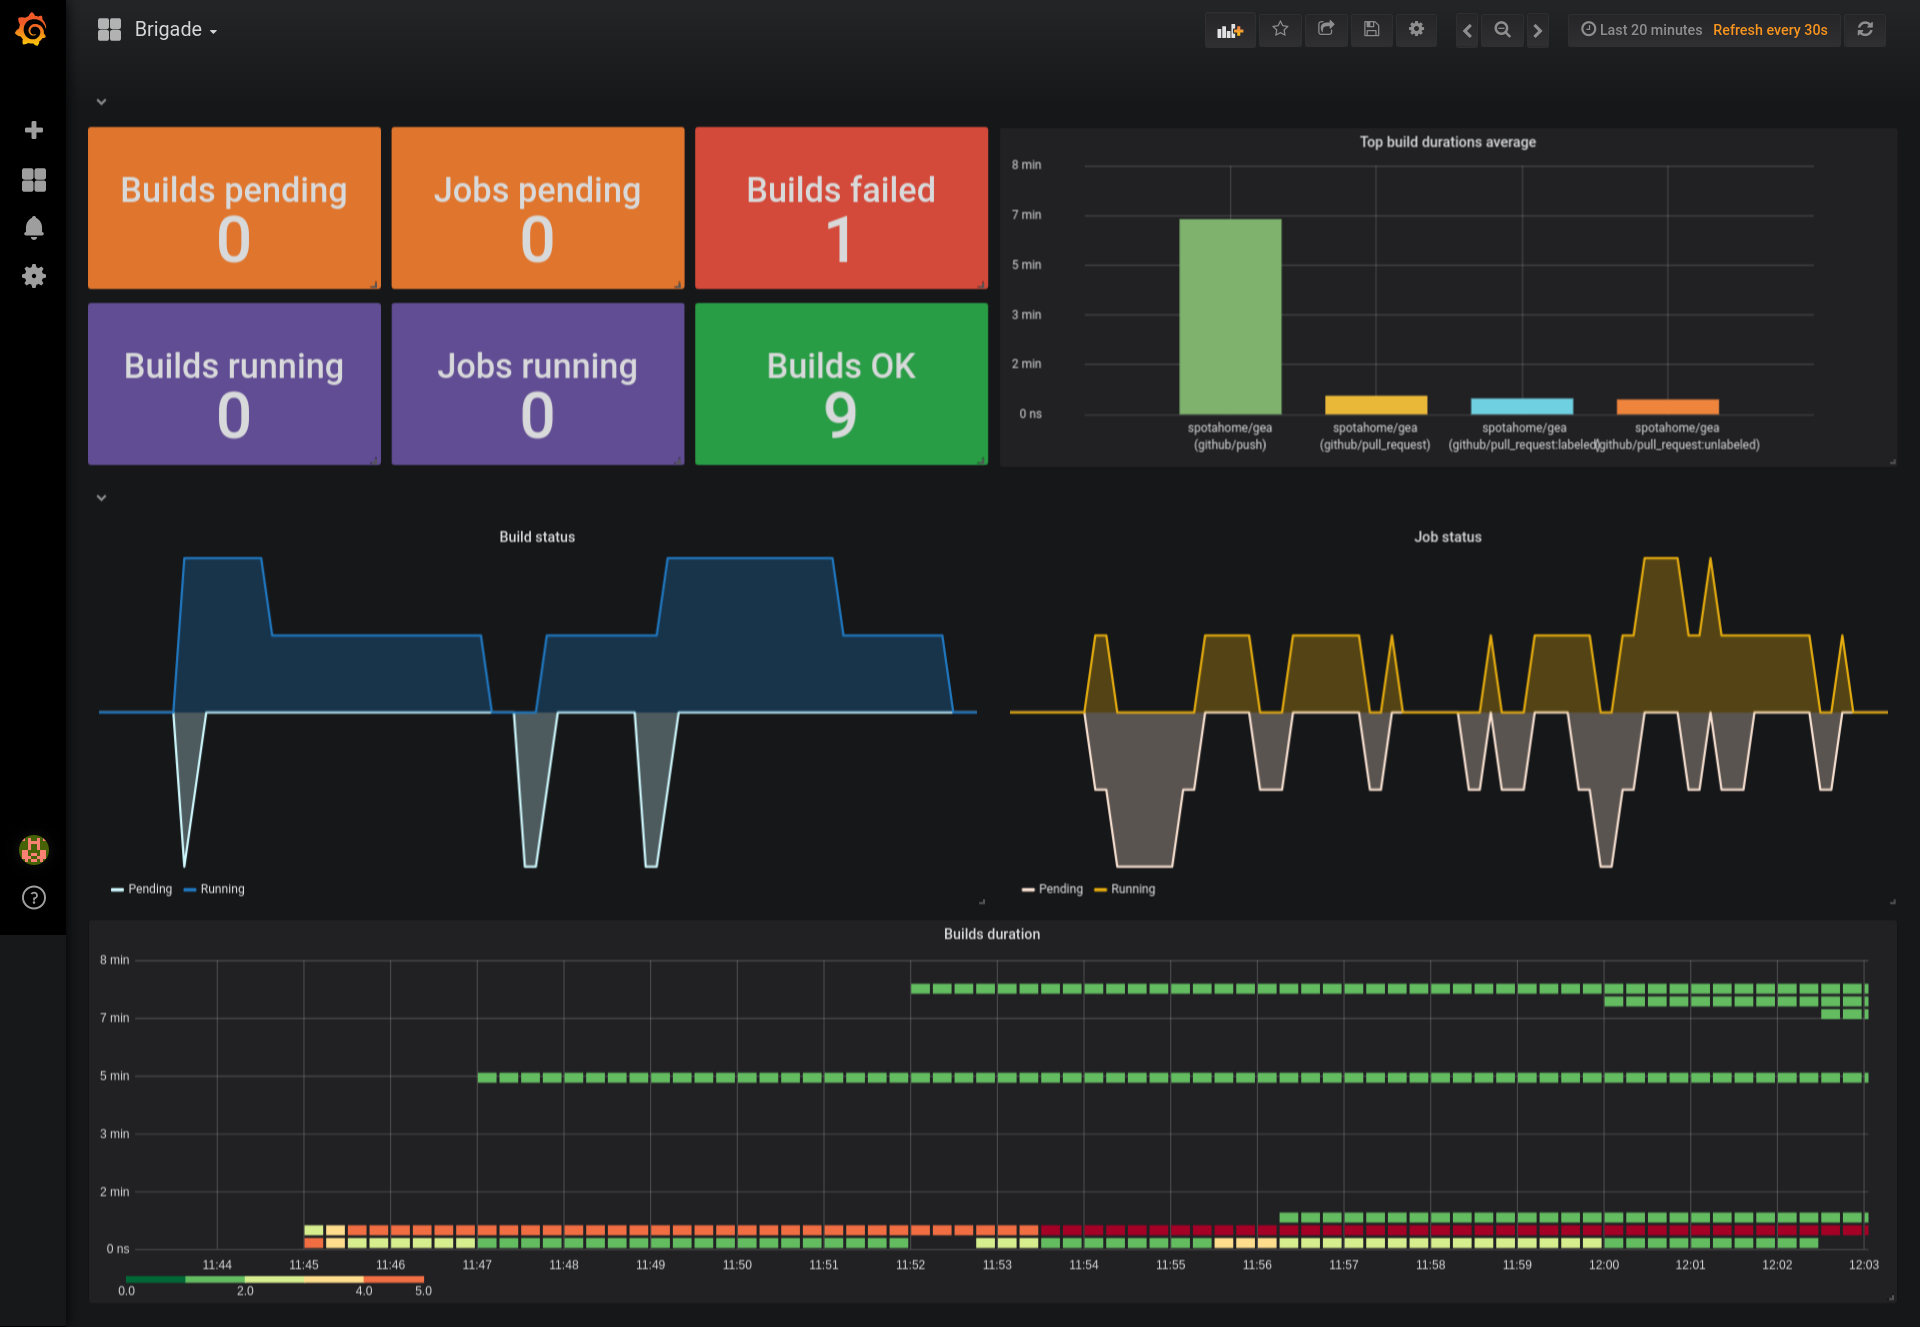 Brigade
Last 20 minutes Refresh every 30s
Builds pending
0
Jobs pending
0
Builds failed
1
Builds running
0
Jobs running
0
Builds OK
9
Top build durations average
8 min
7 min
5 min
3 min
2 min
0 ns
spotahome/gea
(github/push)
spotahome/gea
(github/pull_request)
spotahome/gea
(github/pull_request:labeled)
spotahome/gea
(github/pull_request:unlabeled)
Build status
Pending Running
Job status
Pending Running
Builds duration
8 min
7 min
5 min
3 min
2 min
0 ns
11:44 11:45 11:46 11:47 11:48 11:49 11:50 11:51 11:52 11:53 11:54 11:55 11:56 11:57 11:58 11:59 12:00 12:01 12:02 12:03
0.0 2.0 4.0 5.0